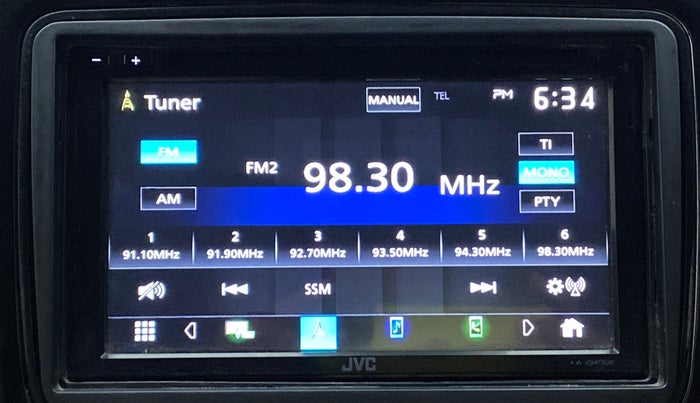 - +
Tuner MANUAL TEL PM 6:34
FM TI
FM2 98.30 MHz MONO
AM PTY
1 2 3 4 5 6
91.10MHz 91.90MHz 92.70MHz 93.50MHz 94.30MHz 98.30MHz
SSM
JVC